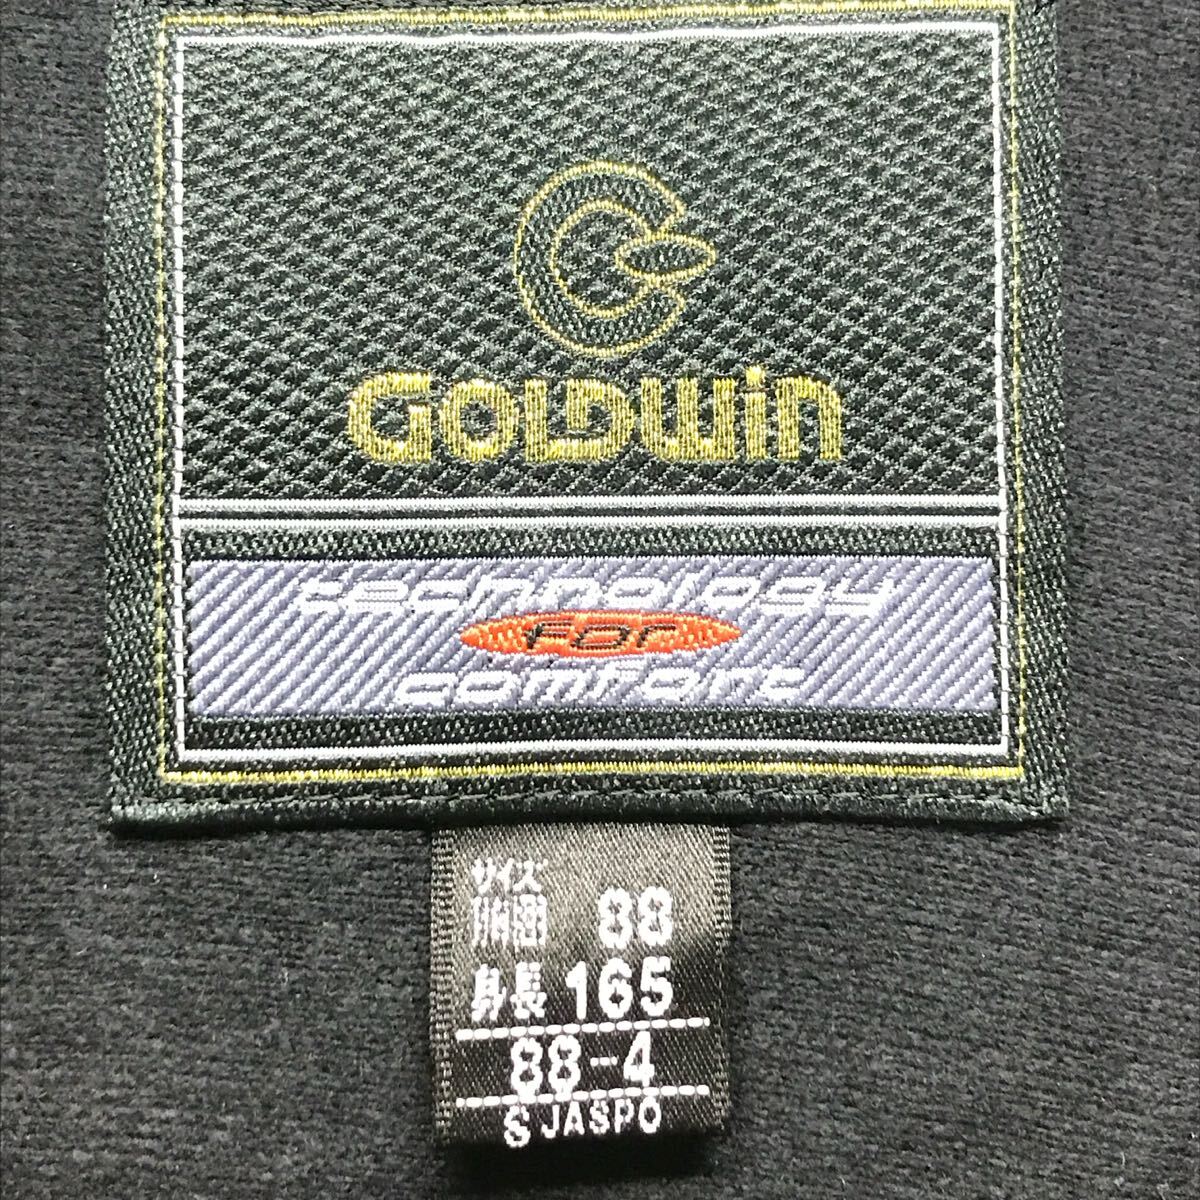 GOLDWIN
technology
for
comfort
サイズ
胸囲 88
身長 165
88-4
S JASPO